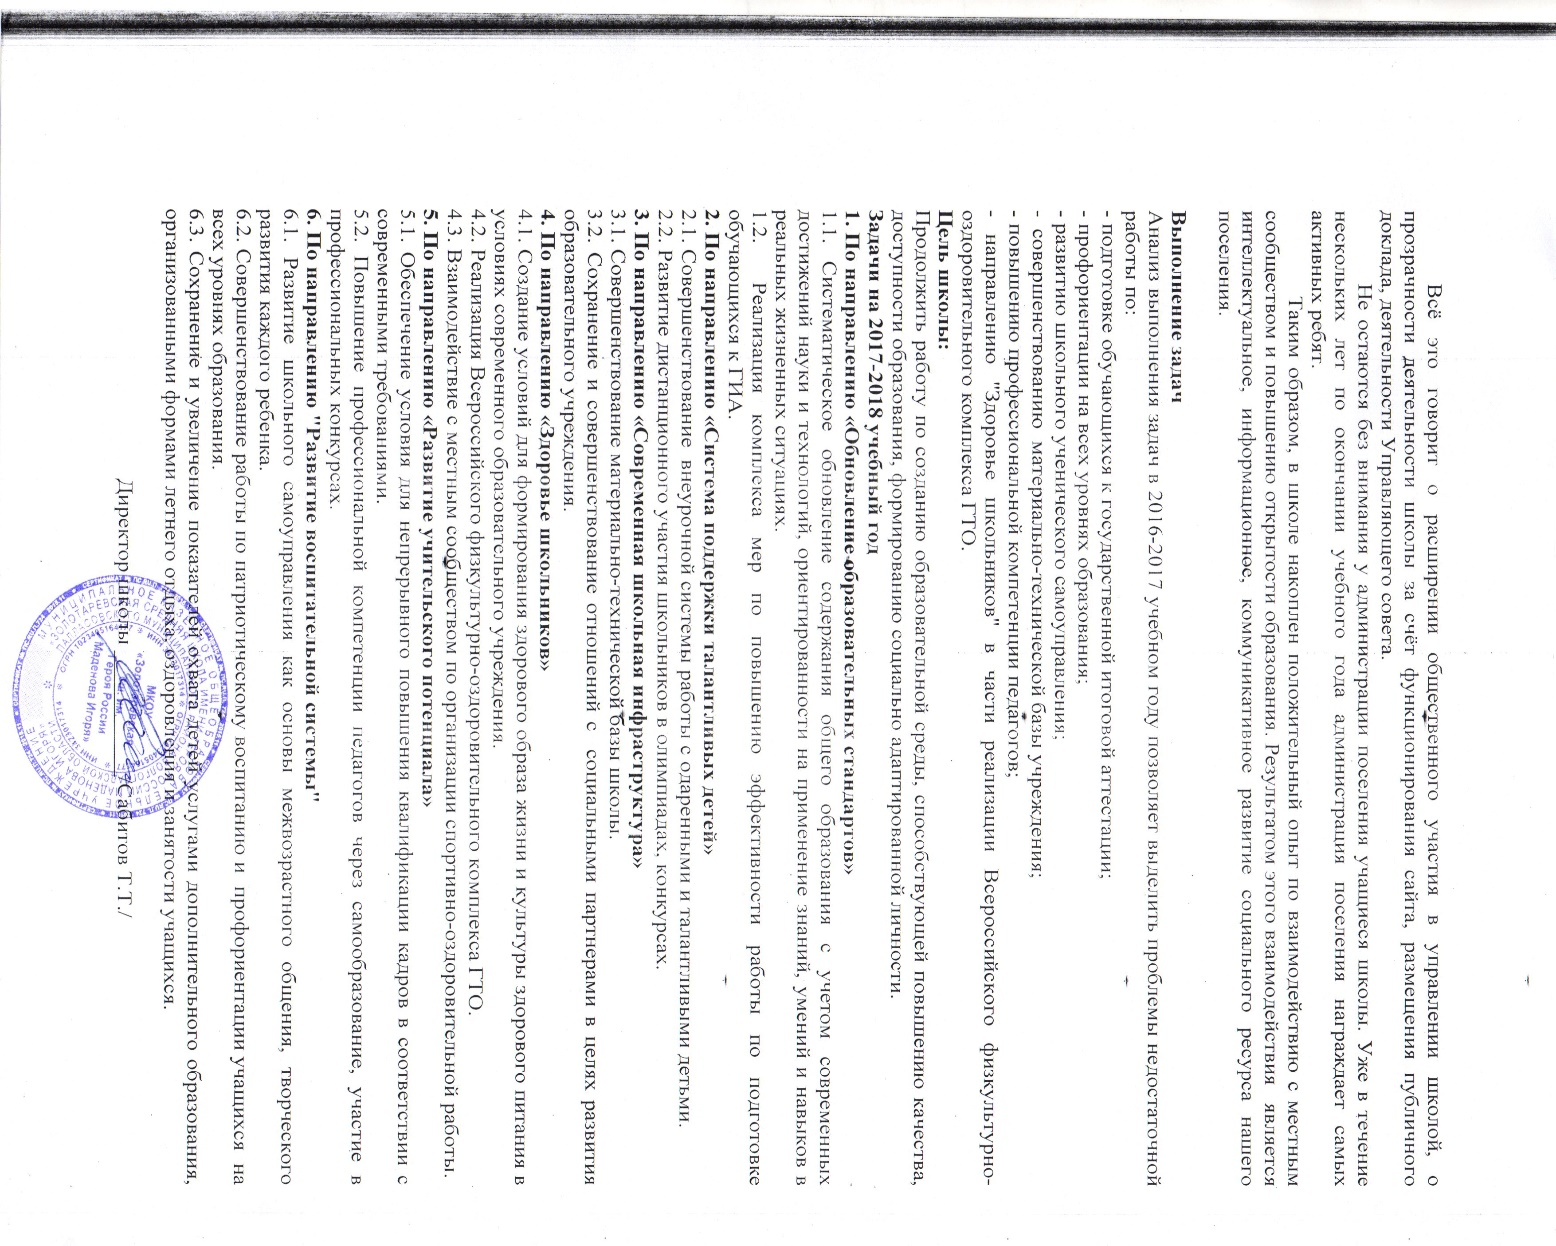 Всё это говорит о расширении общественного участия в управлении школой, о
прозрачности деятельности школы за счёт функционирования сайта, размещения публичного
доклада, деятельности Управляющего совета.
Не остаются без внимания у администрации поселения учащиеся школы. Уже в течение
нескольких лет по окончании учебного года администрация поселения награждает самых
активных ребят.
Таким образом, в школе накоплен положительный опыт по взаимодействию с местным
сообществом и повышению открытости образования. Результатом этого взаимодействия является
интеллектуальное, информационное, коммуникативное развитие социального ресурса нашего
поселения.
Выполнение задач
Анализ выполнения задач в 2016-2017 учебном году позволяет выделить проблемы недостаточной
работы по:
- подготовке обучающихся к государственной итоговой аттестации;
- профориентации на всех уровнях образования;
- развитию школьного ученического самоуправления;
- совершенствованию материально-технической базы учреждения;
- повышению профессиональной компетенции педагогов;
- направлению "Здоровье школьников" в части реализации Всероссийского физкультурно-
оздоровительного комплекса ГТО.
Цель школы:
Продолжить работу по созданию образовательной среды, способствующей повышению качества,
доступности образования, формированию социально адаптированной личности.
Задачи на 2017-2018 учебный год
1. По направлению «Обновление образовательных стандартов»
1.1. Систематическое обновление содержания общего образования с учетом современных
достижений науки и технологий, ориентированности на применение знаний, умений и навыков в
реальных жизненных ситуациях.
1.2. Реализация комплекса мер по повышению эффективности работы по подготовке
обучающихся к ГИА.
2. По направлению «Система поддержки талантливых детей»
2.1. Совершенствование внеурочной системы работы с одаренными и талантливыми детьми.
2.2. Развитие дистанционного участия школьников в олимпиадах, конкурсах.
3. По направлению «Современная школьная инфраструктура»
3.1. Совершенствование материально-технической базы школы.
3.2. Сохранение и совершенствование отношений с социальными партнерами в целях развития
образовательного учреждения.
4. По направлению «Здоровье школьников»
4.1. Создание условий для формирования здорового образа жизни и культуры здорового питания в
условиях современного образовательного учреждения.
4.2. Реализация Всероссийского физкультурно-оздоровительного комплекса ГТО.
4.3. Взаимодействие с местным сообществом по организации спортивно-оздоровительной работы.
5. По направлению «Развитие учительского потенциала»
5.1. Обеспечение условия для непрерывного повышения квалификации кадров в соответствии с
современными требованиями.
5.2. Повышение профессиональной компетенции педагогов через самообразование, участие в
профессиональных конкурсах.
6. По направлению "Развитие воспитательной системы"
6.1. Развитие школьного самоуправления как основы межвозрастного общения, творческого
развития каждого ребенка.
6.2. Совершенствование работы по патриотическому воспитанию и профориентации учащихся на
всех уровнях образования.
6.3. Сохранение и увеличение показателей охвата детей услугами дополнительного образования,
организованными формами летнего отдыха, оздоровления и занятости учащихся.
Директор школы /Сабитов Т.Т./
МКОУ
Героя России
Маденова Игоря»